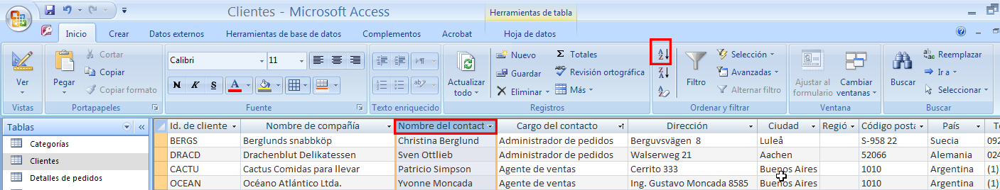 Clientes - Microsoft Access
Herramientas de tabla
Inicio Crear Datos externos Herramientas de base de datos Complementos Acrobat Hoja de datos
Ver
Vistas
Pegar
Cortar
Copiar
Copiar formato
Portapapeles
Calibri 11
N K S A
Fuente
Texto enriquecido
Actualizar todo
Nuevo
Guardar
Eliminar
Σ Totales
ABC Revisión ortográfica
Más
Registros
A Z
Z A
A Z
Filtro
Selección
Avanzadas
Alternar filtro
Ordenar y filtrar
Ajustar al formulario
Cambiar ventanas
Ventana
Buscar
Reemplazar
Ir a
Seleccionar
Buscar
Tablas
Categorías
Clientes
Detalles de pedidos
Id. de cliente Nombre de compañía Nombre del contact Cargo del contacto Dirección Ciudad Regió Código posta País T
BERGS Berglunds snabbköp Christina Berglund Administrador de pedidos Berguvsvägen 8 Luleå S-958 22 Suecia 092
DRACD Drachenblut Delikatessen Sven Ottlieb Administrador de pedidos Walserweg 21 Aachen 52066 Alemania 024
CACTU Cactus Comidas para llevar Patricio Simpson Agente de ventas Cerrito 333 Buenos Aires 1010 Argentina (1)
OCEAN Océano Atlántico Ltda. Yvonne Moncada Agente de ventas Ing. Gustavo Moncada 8585 Buenos Aires 1010 Argentina (1)